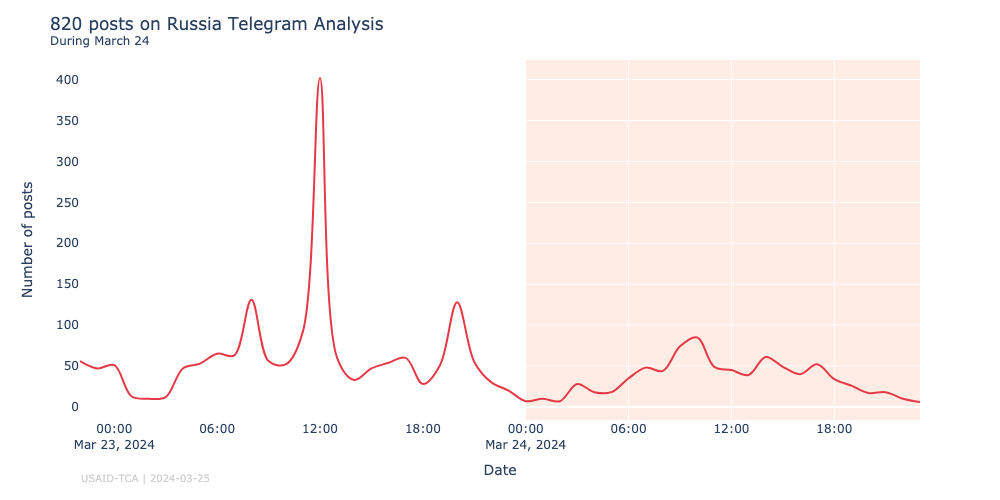 820 posts on Russia Telegram Analysis
During March 24
Number of posts
400
350
300
250
200
150
100
50
0
00:00 06:00 12:00 18:00 00:00 06:00 12:00 18:00
Mar 23, 2024 Mar 24, 2024
Date
USAID-TCA | 2024-03-25